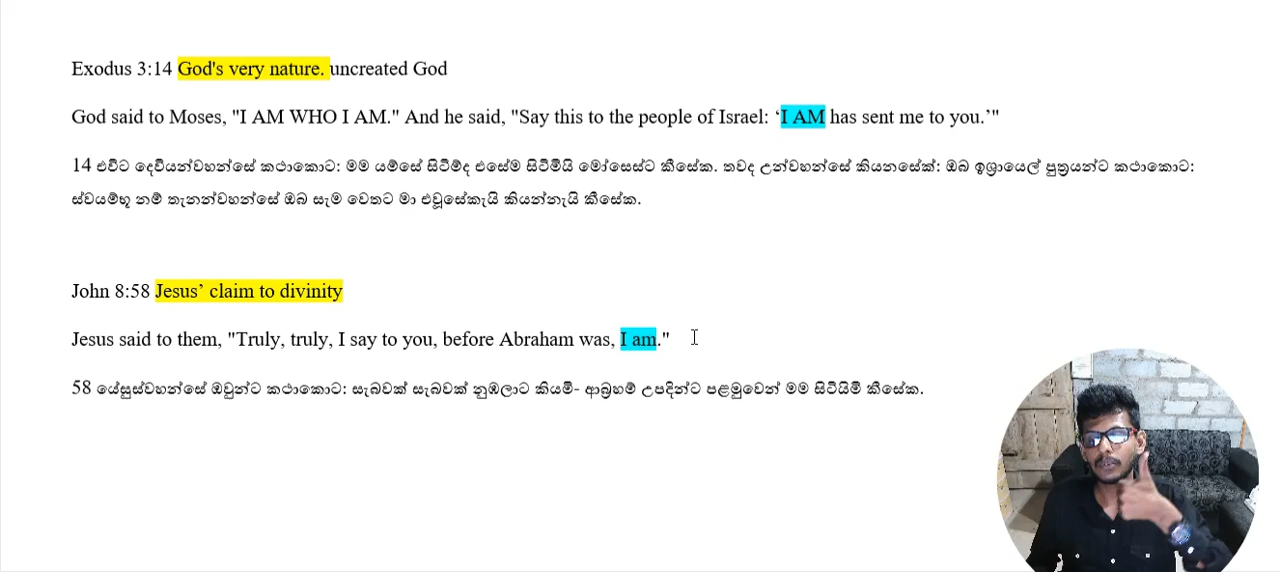 Exodus 3:14 God's very nature. uncreated God
God said to Moses, "I AM WHO I AM." And he said, "Say this to the people of Israel: ‘I AM has sent me to you.’"
14 එවිට දෙවියන්වහන්සේ කථාකොට: මම යම්සේ සිටිම්ද එසේම සිටිමියි මෝසෙස්ට කීසේක. තවද උන්වහන්සේ කියනසේක්: ඔබ ඉශ්‍රායෙල් පුත්‍රයන්ට කථාකොට:
ස්වයම්භූ නම් තැනන්වහන්සේ ඔබ සැම වෙතට මා එවූසේකැයි කියන්නැයි කීසේක.
John 8:58 Jesus’ claim to divinity
Jesus said to them, "Truly, truly, I say to you, before Abraham was, I am."
58 යේසුස්වහන්සේ ඔවුන්ට කථාකොට: සැබවක් සැබවක් නුඹලාට කියමි- ආබ්‍රහම් උපදින්ට පළමුවෙන් මම සිටියිමි කීසේක.